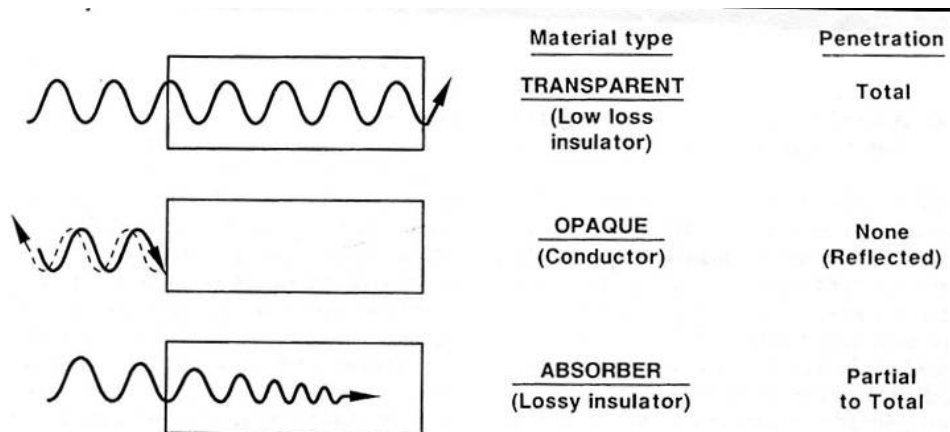 Material type Penetration
TRANSPARENT Total
(Low loss
insulator)
OPAQUE None
(Conductor) (Reflected)
ABSORBER Partial
(Lossy insulator) to Total